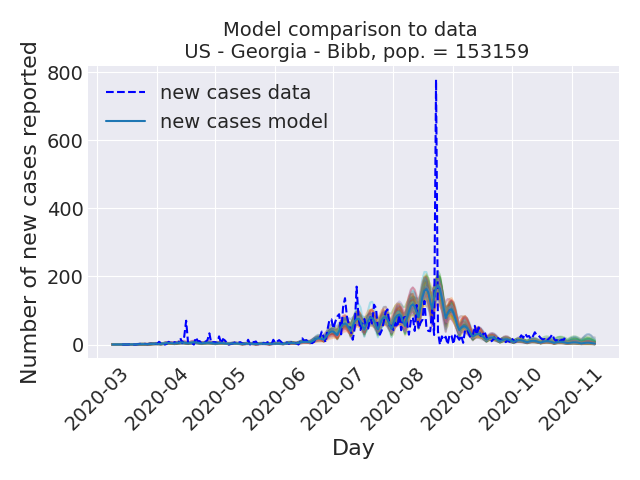 Model comparison to data
US - Georgia - Bibb, pop. = 153159
Number of new cases reported
800
600
400
200
0
new cases data
new cases model
2020-03
2020-04
2020-05
2020-06
2020-07
2020-08
2020-09
2020-10
2020-11
Day